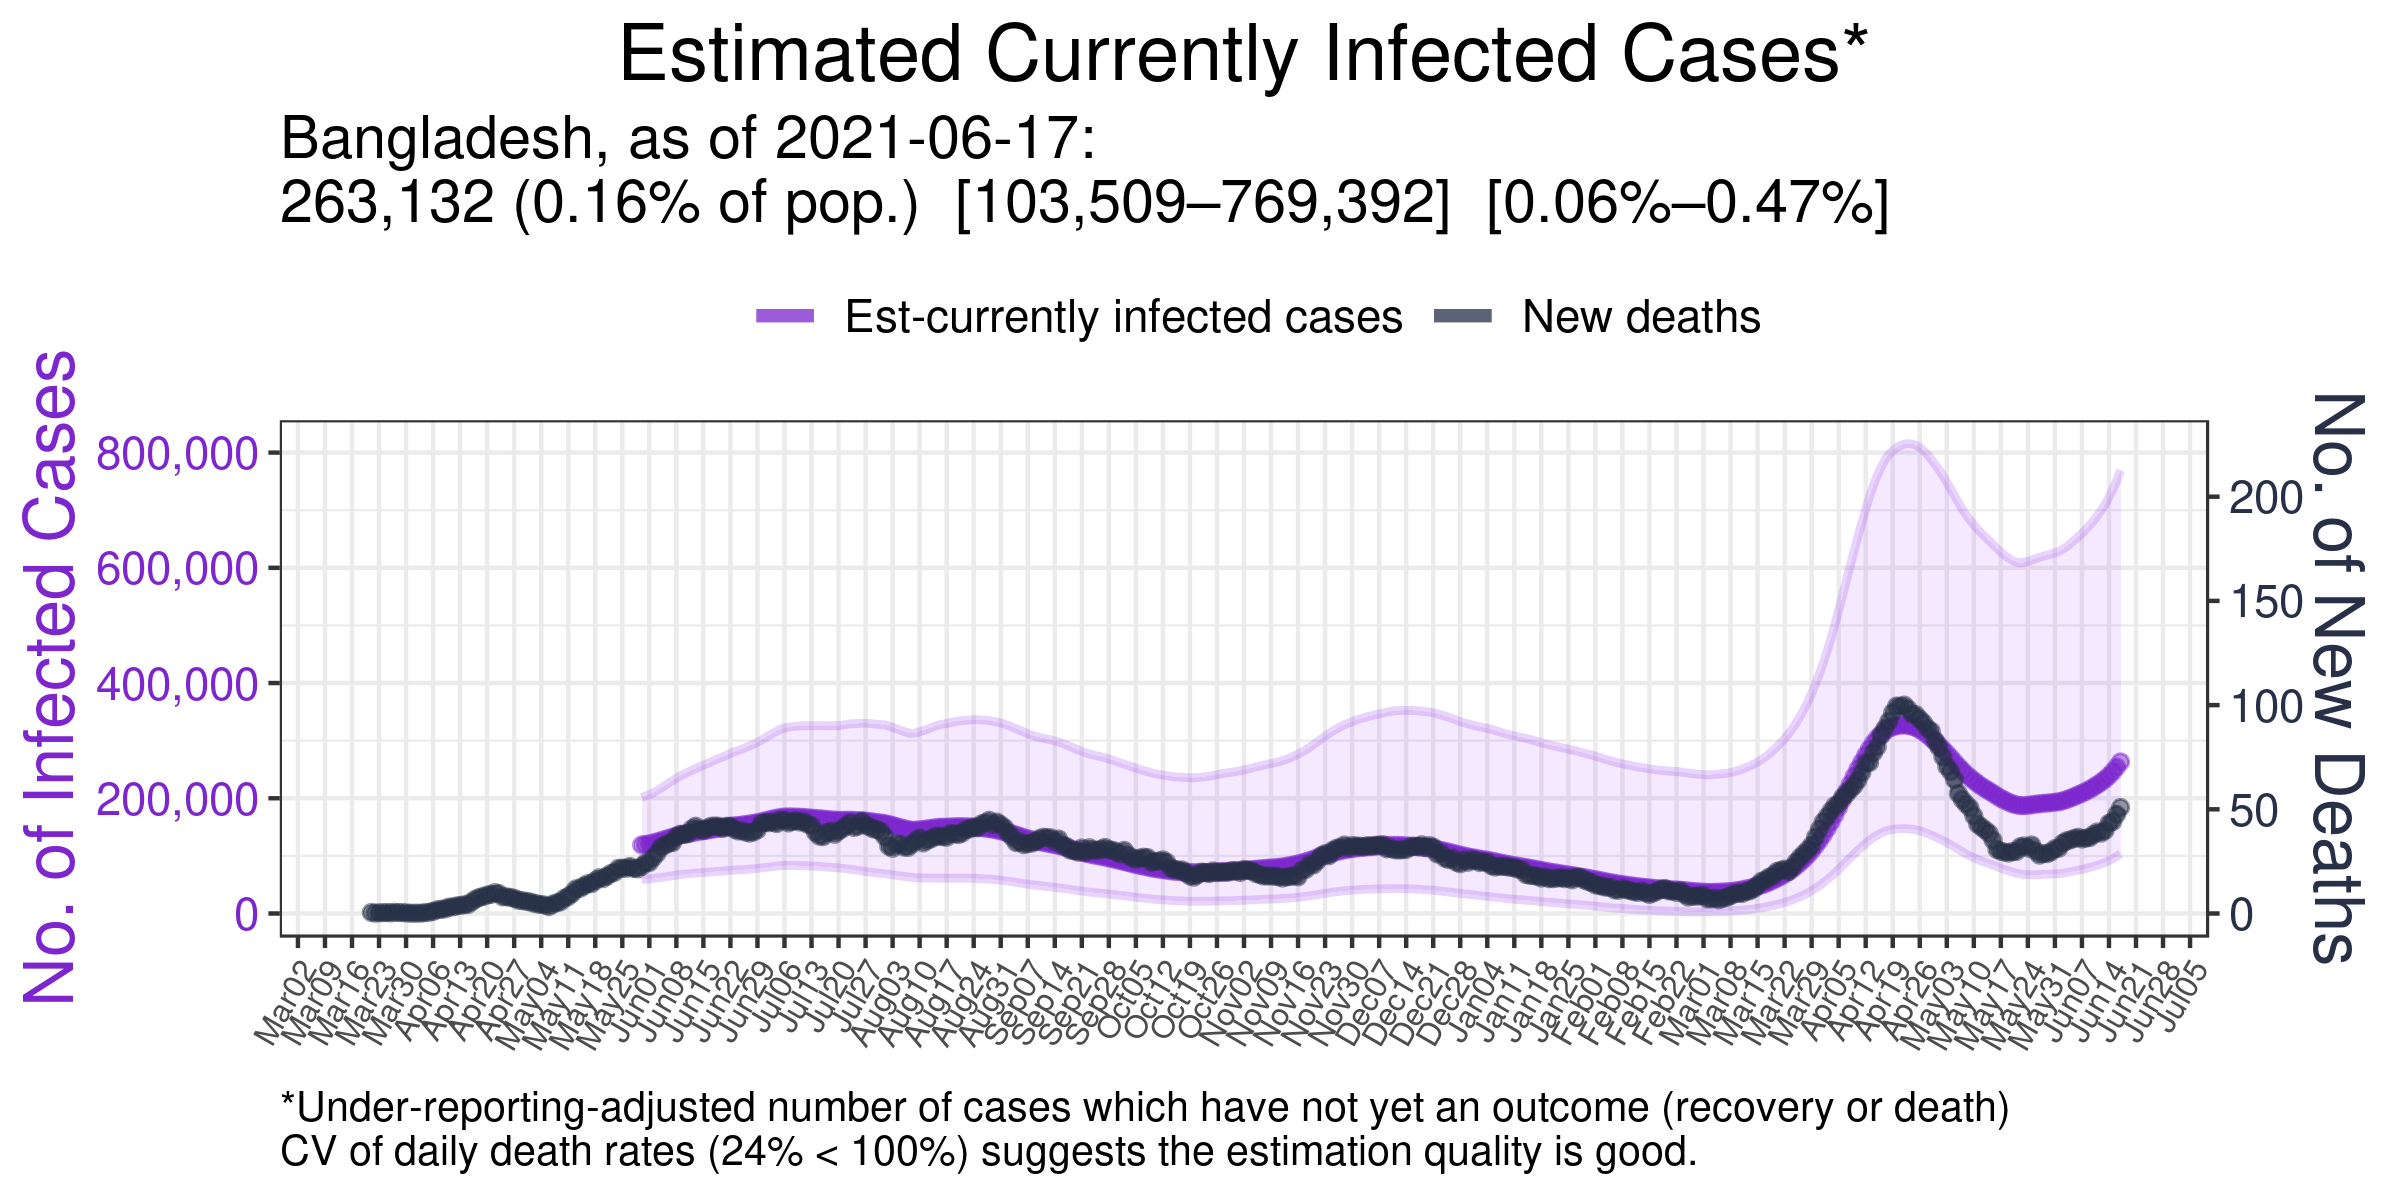 Estimated Currently Infected Cases*
Bangladesh, as of 2021-06-17:
263,132 (0.16% of pop.) [103,509–769,392] [0.06%–0.47%]
Est-currently infected cases
New deaths
No. of Infected Cases
800,000
600,000
400,000
200,000
0
200
150
100
50
0
No. of New Deaths
Mar02
Mar09
Mar16
Mar23
Mar30
Apr06
Apr13
Apr20
Apr27
May04
May11
May18
May25
Jun01
Jun08
Jun15
Jun22
Jun29
Jul06
Jul13
Jul20
Jul27
Aug03
Aug10
Aug17
Aug24
Aug31
Sep07
Sep14
Sep21
Sep28
Oct05
Oct12
Oct19
Oct26
Nov02
Nov09
Nov16
Nov23
Nov30
Dec07
Dec14
Dec21
Dec28
Jan04
Jan11
Jan18
Jan25
Feb01
Feb08
Feb15
Feb22
Mar01
Mar08
Mar15
Mar22
Mar29
Apr05
Apr12
Apr19
Apr26
May03
May10
May17
May24
May31
Jun07
Jun14
Jun21
Jun28
Jul05
*Under-reporting-adjusted number of cases which have not yet an outcome (recovery or death)
CV of daily death rates (24% < 100%) suggests the estimation quality is good.